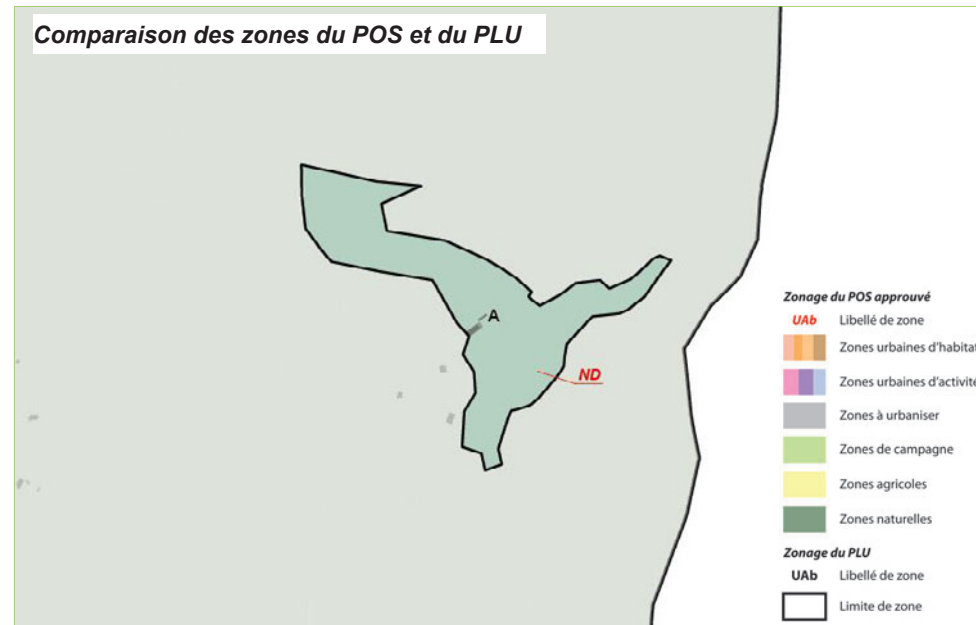 Comparaison des zones du POS et du PLU
A
ND
Zonage du POS approuvé
UAb Libellé de zone
Zones urbaines d'habitat
Zones urbaines d'activité
Zones à urbaniser
Zones de campagne
Zones agricoles
Zones naturelles
Zonage du PLU
UAb Libellé de zone
Limite de zone